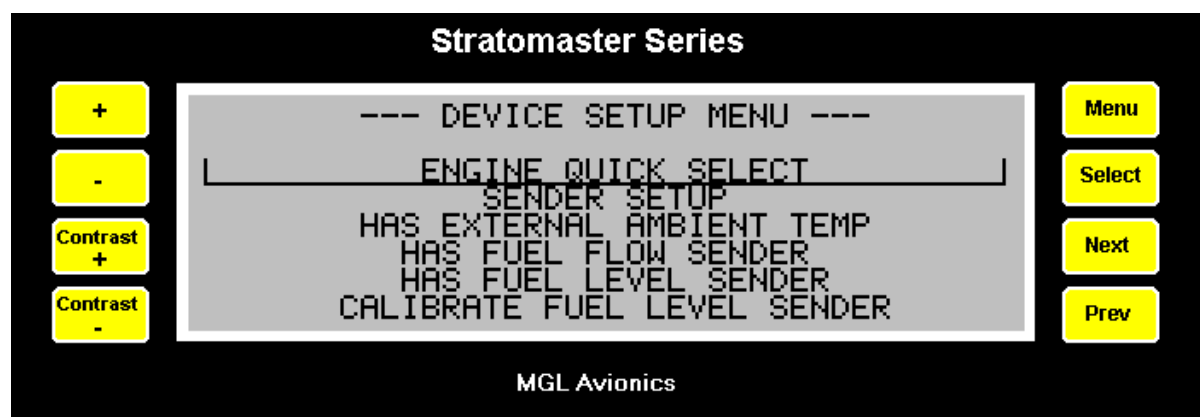 Stratomaster Series
+
-
Contrast
+
Contrast
-
--- DEVICE SETUP MENU ---
ENGINE QUICK SELECT
SENDER SETUP
HAS EXTERNAL AMBIENT TEMP
HAS FUEL FLOW SENDER
HAS FUEL LEVEL SENDER
CALIBRATE FUEL LEVEL SENDER
Menu
Select
Next
Prev
MGL Avionics